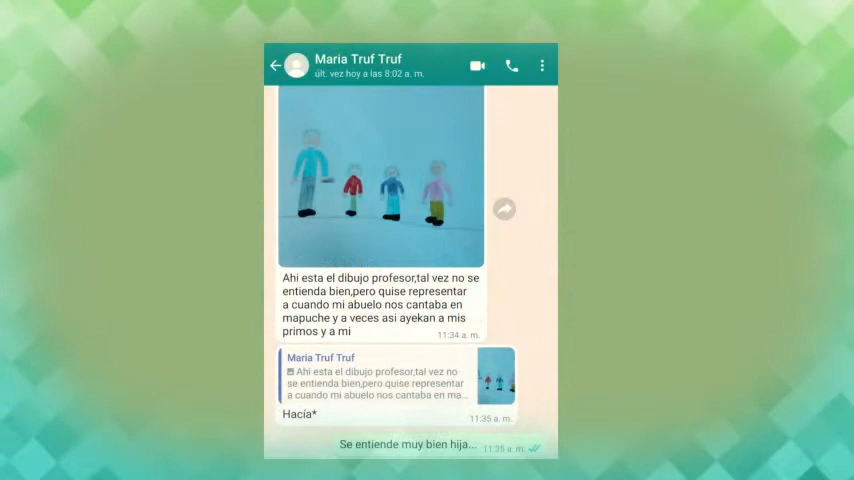 Maria Truf Truf
últ. vez hoy a las 8:02 a. m.
Ahi esta el dibujo profesor,tal vez no se
entienda bien,pero quise representar
a cuando mi abuelo nos cantaba en
mapuche y a veces asi ayekan a mis
primos y a mi
11:34 a. m.
Maria Truf Truf
Ahi esta el dibujo profesor,tal vez no
se entienda bien,pero quise representar
a cuando mi abuelo nos cantaba en ma...
Hacía*
11:35 a. m.
Se entiende muy bien hija...
11:35 a. m.